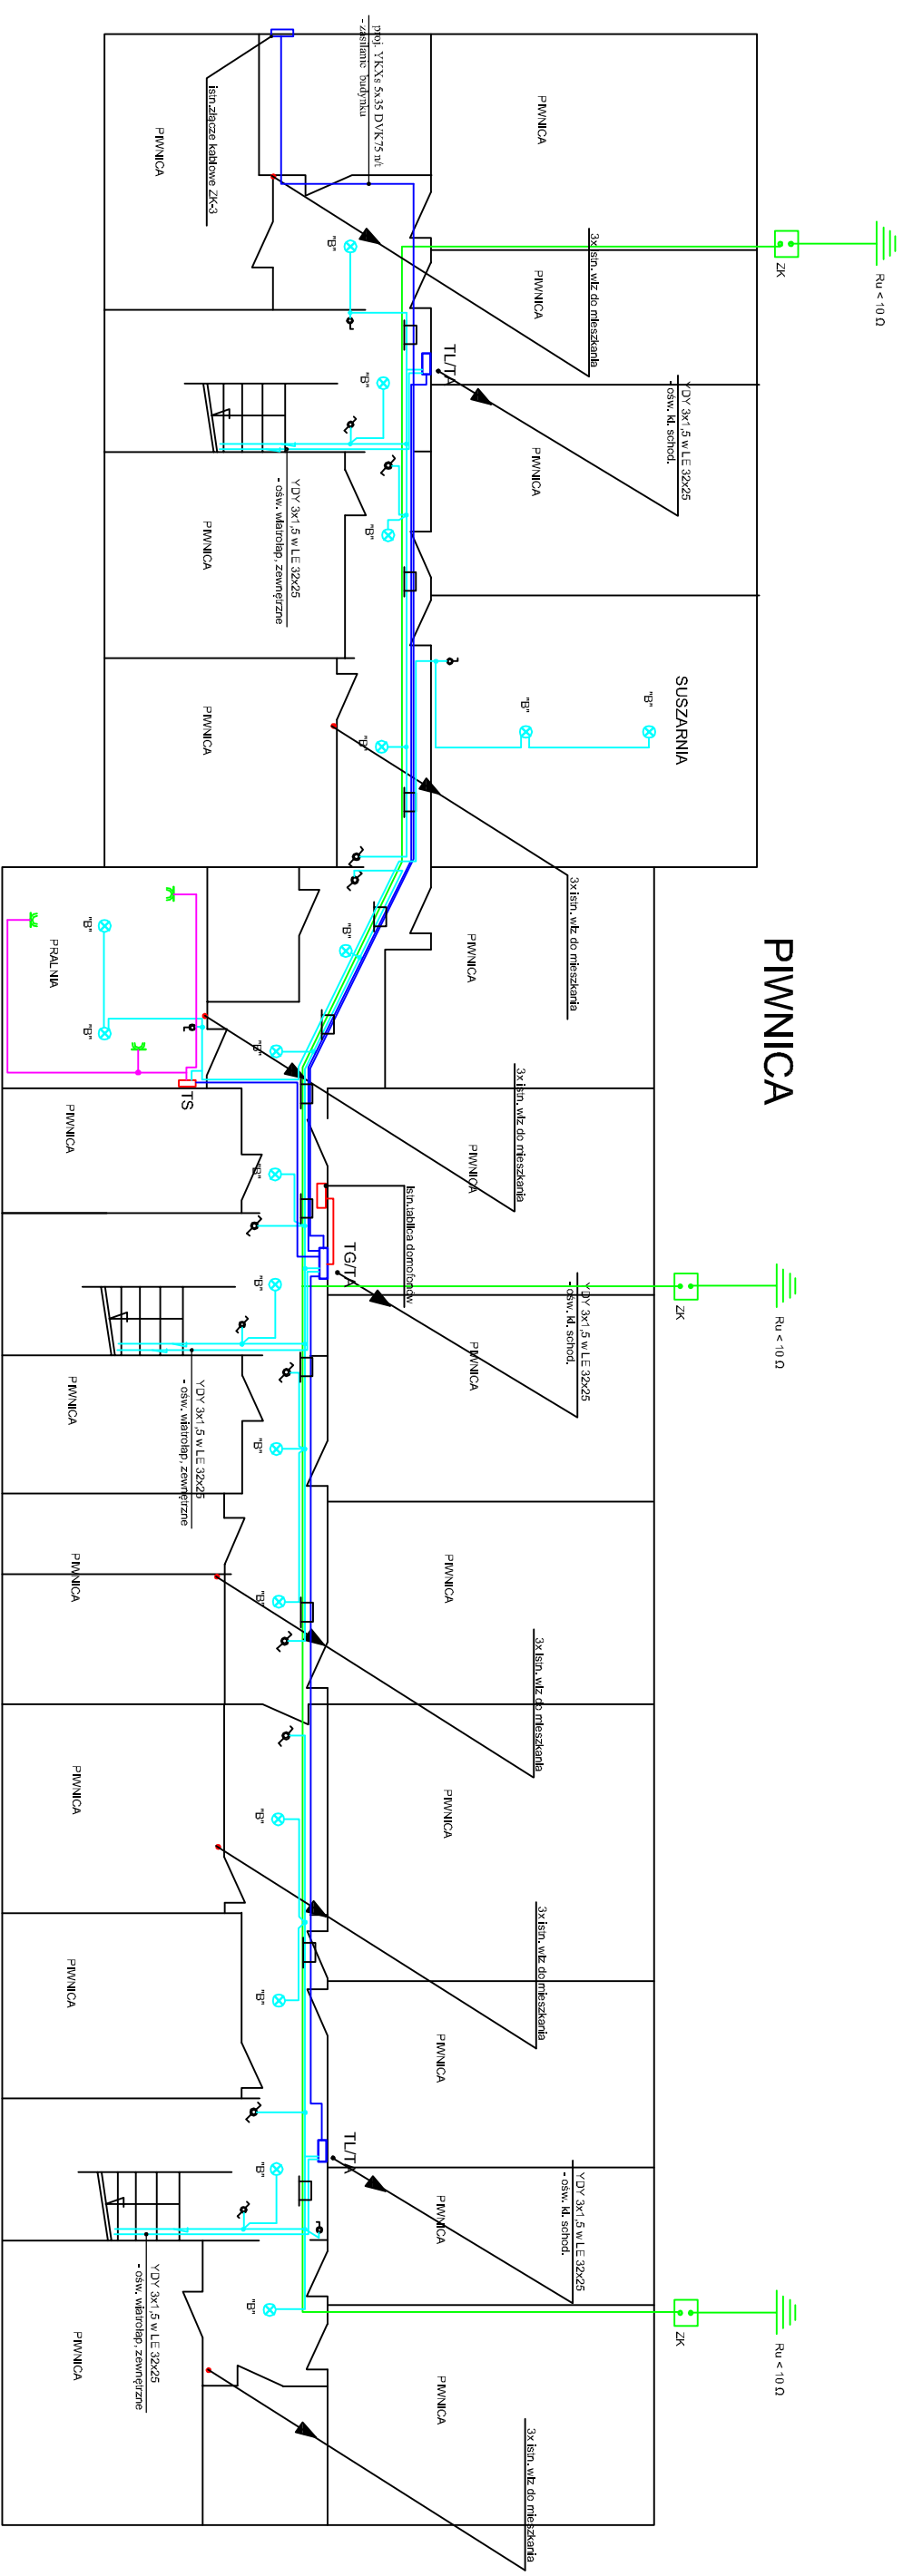 PIWNICA
Ru < 10 Ω
ZK
Ru < 10 Ω
ZK
Ru < 10 Ω
ZK
proj. YKXs 5x35 DVK75 n/t
- zasilanie budynku
istn.złącze kablowe ZK-3
3x istn. wlz do mieszkania
YDY 3x1,5 w LE 32x25
- ośw. kl. schod.
3x istn. wlz do mieszkania
3x istn. wlz do mieszkania
istn.tablica domofonów
YDY 3x1,5 w LE 32x25
- ośw. kl. schod.
3x istn. wlz do mieszkania
3x istn. wlz do mieszkania
YDY 3x1,5 w LE 32x25
- ośw. kl. schod.
3x istn. wlz do mieszkania
PIWNICA
PIWNICA
PIWNICA
SUSZARNIA
"B"
"B"
PIWNICA
PIWNICA
PIWNICA
PIWNICA
PIWNICA
PIWNICA
PIWNICA
PIWNICA
TL/TA
TG/TA
TL/TA
"B"
"B"
"B"
"B"
"B"
"B"
"B"
"B"
"B"
"B"
"B"
"B"
"B"
"B"
PIWNICA
YDY 3x1,5 w LE 32x25
- ośw. wiatrołap, zewnętrzne
PIWNICA
PIWNICA
"B"
"B"
PRALNIA
TS
PIWNICA
YDY 3x1,5 w LE 32x25
- ośw. wiatrołap, zewnętrzne
PIWNICA
PIWNICA
PIWNICA
PIWNICA
YDY 3x1,5 w LE 32x25
- ośw. wiatrołap, zewnętrzne
PIWNICA
PIWNICA